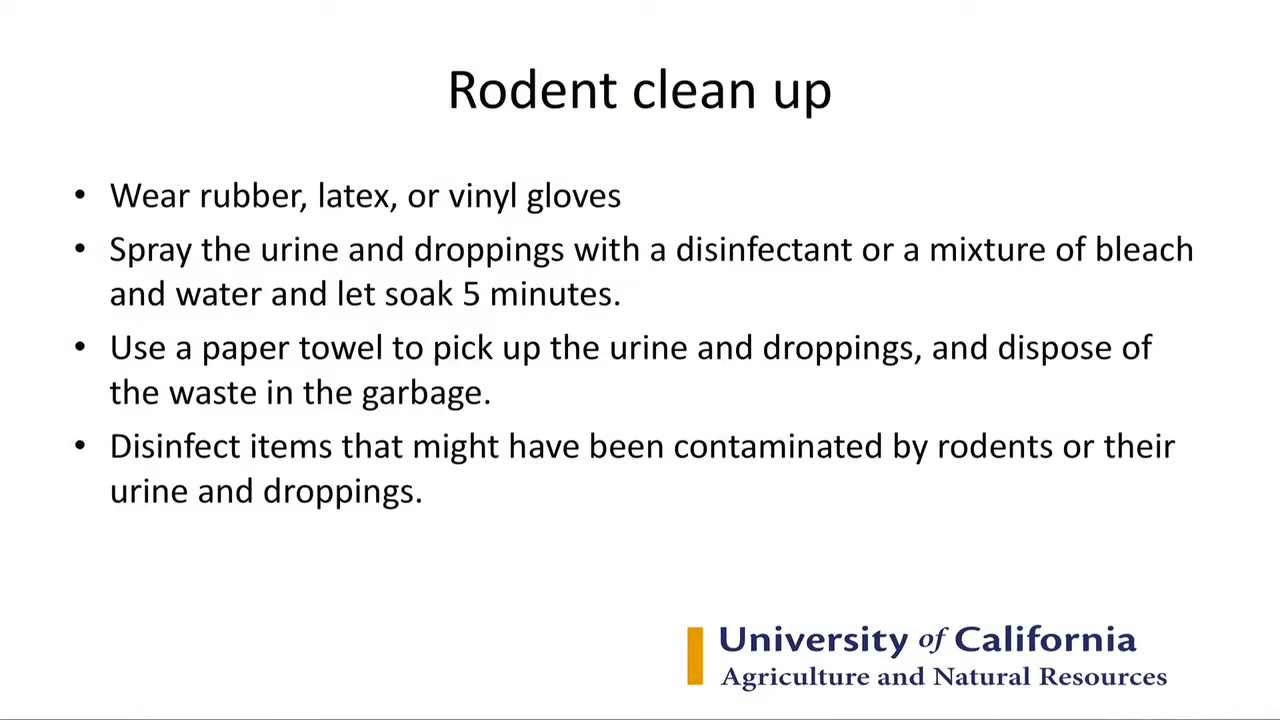 Rodent clean up
• Wear rubber, latex, or vinyl gloves
• Spray the urine and droppings with a disinfectant or a mixture of bleach
and water and let soak 5 minutes.
• Use a paper towel to pick up the urine and droppings, and dispose of
the waste in the garbage.
• Disinfect items that might have been contaminated by rodents or their
urine and droppings.
University of California
Agriculture and Natural Resources